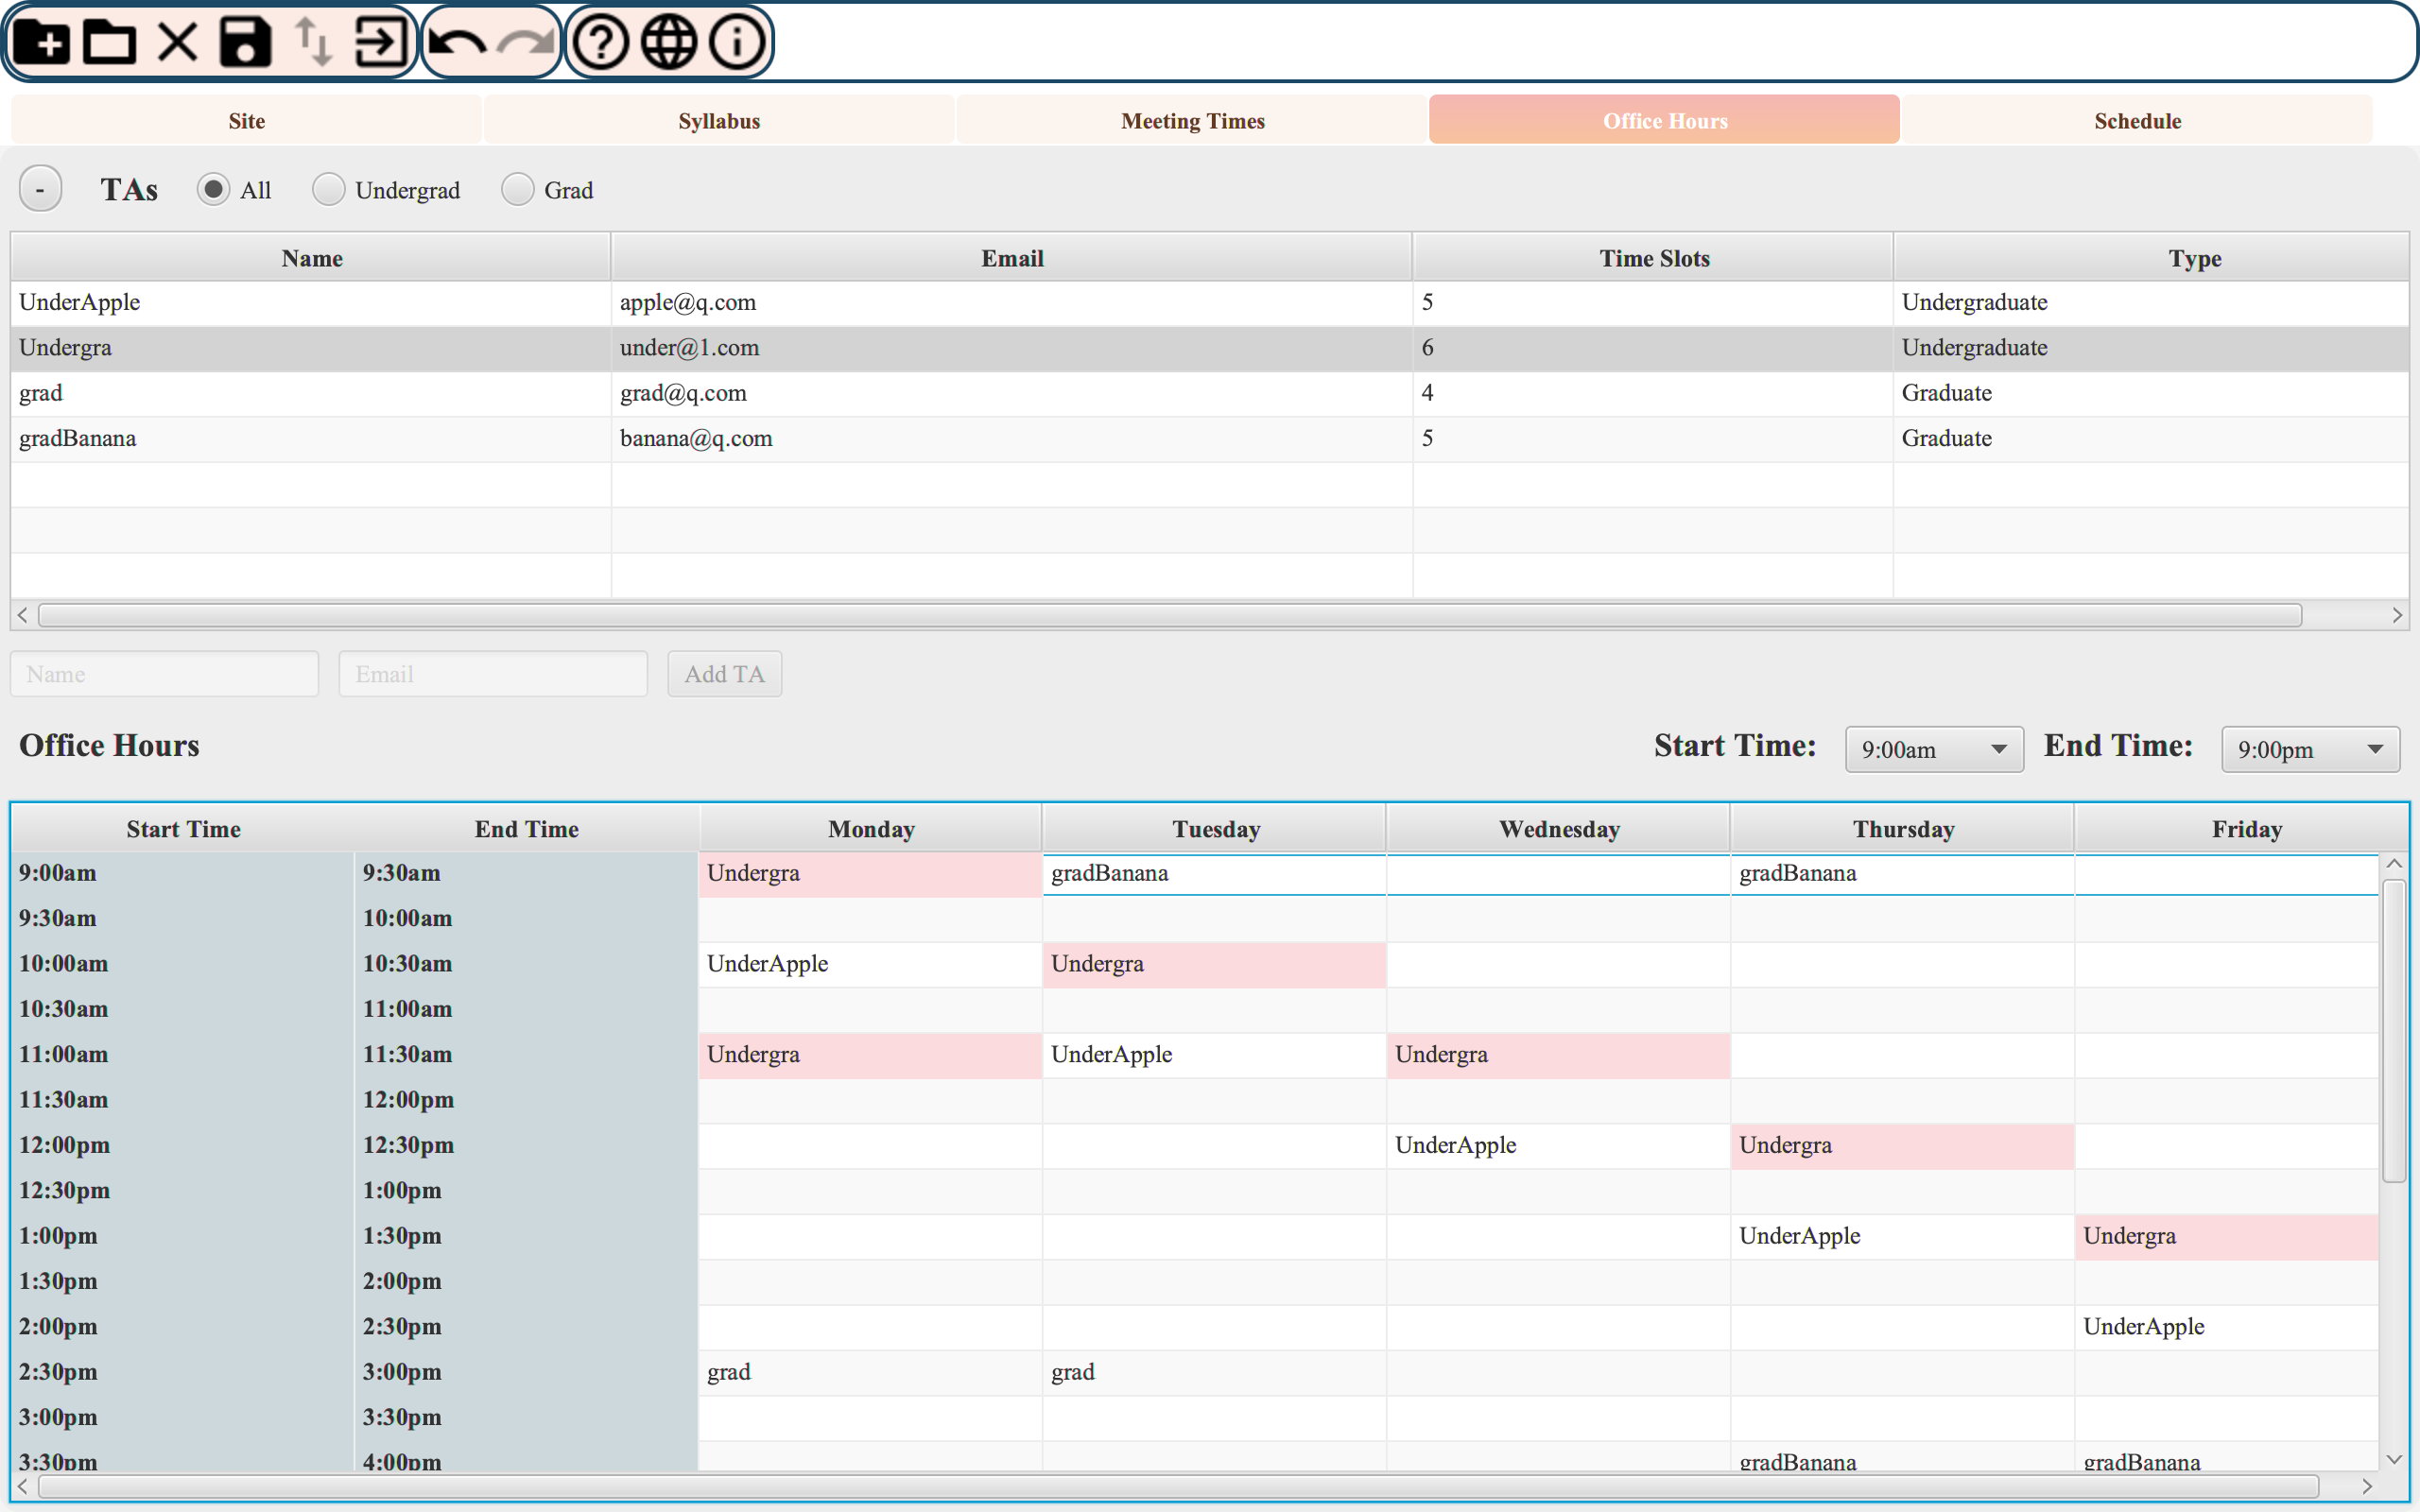 Site Syllabus Meeting Times Office Hours Schedule
- TAs All Undergrad Grad
Name Email Time Slots Type
UnderApple apple@q.com 5 Undergraduate
Undergra under@1.com 6 Undergraduate
grad grad@q.com 4 Graduate
gradBanana banana@q.com 5 Graduate
Name Email Add TA
Office Hours Start Time: 9:00am End Time: 9:00pm
Start Time End Time Monday Tuesday Wednesday Thursday Friday
9:00am 9:30am Undergra gradBanana gradBanana
9:30am 10:00am
10:00am 10:30am UnderApple Undergra
10:30am 11:00am
11:00am 11:30am Undergra UnderApple Undergra
11:30am 12:00pm
12:00pm 12:30pm UnderApple Undergra
12:30pm 1:00pm
1:00pm 1:30pm UnderApple Undergra
1:30pm 2:00pm
2:00pm 2:30pm UnderApple
2:30pm 3:00pm grad grad
3:00pm 3:30pm
3:30pm 4:00pm gradBanana gradBanana